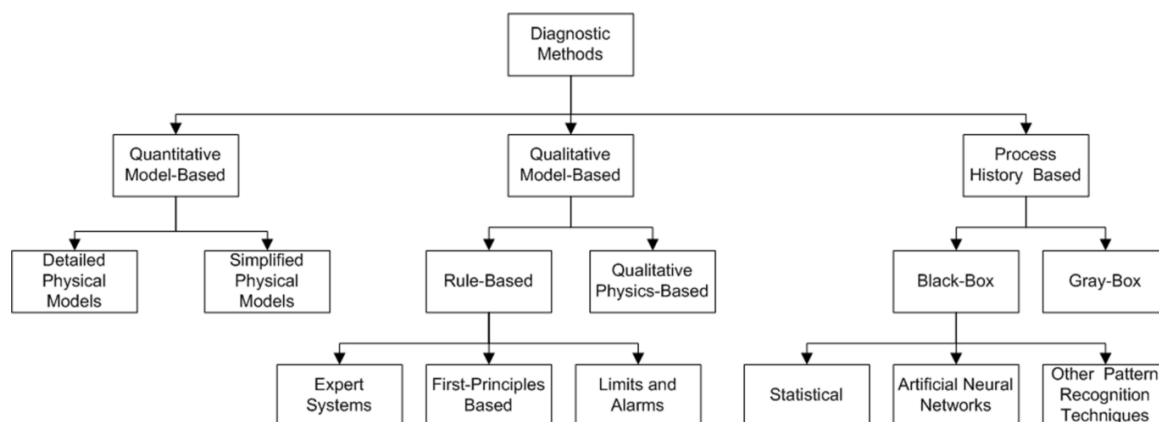 Diagnostic
Methods
Quantitative
Model-Based
Qualitative
Model-Based
Process
History Based
Detailed
Physical
Models
Simplified
Physical
Models
Rule-Based
Qualitative
Physics-Based
Black-Box
Gray-Box
Expert
Systems
First-Principles
Based
Limits and
Alarms
Statistical
Artificial Neural
Networks
Other Pattern
Recognition
Techniques